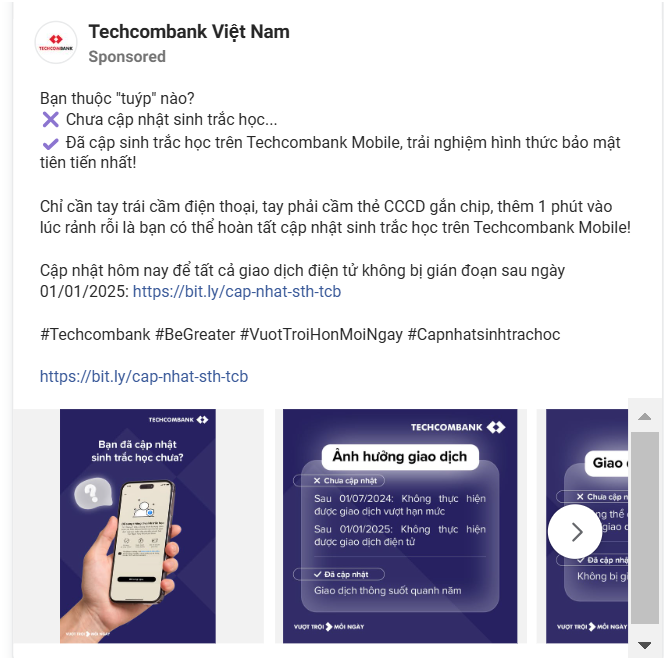 TECHCOMBANK
Techcombank Việt Nam
Sponsored
Bạn thuộc "tuýp" nào?
❌ Chưa cập nhật sinh trắc học...
✔ Đã cập sinh trắc học trên Techcombank Mobile, trải nghiệm hình thức bảo mật
tiên tiến nhất!
Chỉ cần tay trái cầm điện thoại, tay phải cầm thẻ CCCD gắn chip, thêm 1 phút vào
lúc rảnh rỗi là bạn có thể hoàn tất cập nhật sinh trắc học trên Techcombank Mobile!
Cập nhật hôm nay để tất cả giao dịch điện tử không bị gián đoạn sau ngày
01/01/2025: https://bit.ly/cap-nhat-sth-tcb
#Techcombank #BeGreater #VuotTroiHonMoiNgay #Capnhatsinhtrachoc
https://bit.ly/cap-nhat-sth-tcb
TECHCOMBANK
Bạn đã cập nhật
sinh trắc học chưa?
?
VƯỢT TRỘI MỖI NGÀY
TECHCOMBANK
Ảnh hưởng giao dịch
Chưa cập nhật
Sau 01/07/2024: Không thực hiện
được giao dịch vượt hạn mức
Sau 01/01/2025: Không thực hiện
được giao dịch điện tử
Đã cập nhật
Giao dịch thông suốt quanh năm
VƯỢT TRỘI MỖI NGÀY
Giao
Chưa cập n
giao d
Đã cập
Không bị gi
VƯỢT TRỘI MỖI